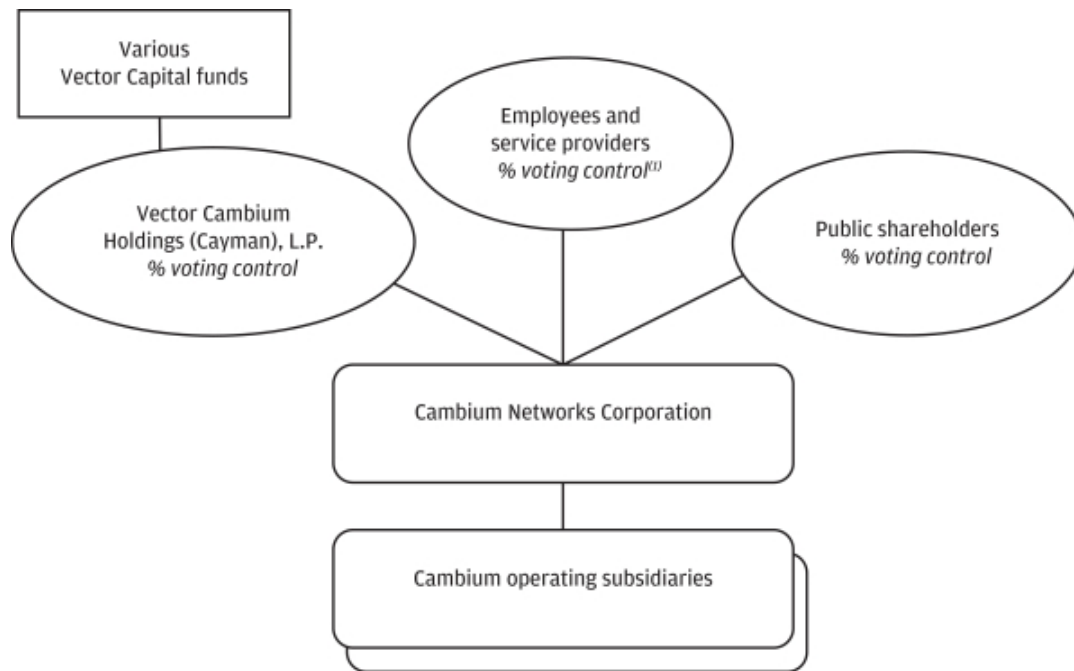 Various
Vector Capital funds
Employees and
service providers
% voting control(1)
Vector Cambium
Holdings (Cayman), L.P.
% voting control
Public shareholders
% voting control
Cambium Networks Corporation
Cambium operating subsidiaries